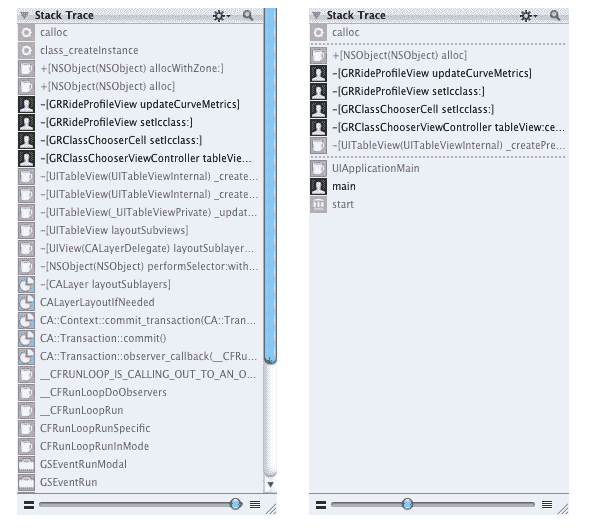 Stack Trace
calloc
class_createInstance
+[NSObject(NSObject) allocWithZone:]
+[NSObject(NSObject) alloc]
-[GRRideProfileView updateCurveMetrics]
-[GRRideProfileView setIcclass:]
-[GRClassChooserCell setIcclass:]
-[GRClassChooserViewController tableVie...
-[UITableView(UITableViewInternal) _create...
-[UITableView(UITableViewInternal) _create...
-[UITableView(_UITableViewPrivate) _updat...
-[UITableView layoutSubviews]
-[UIView(CALayerDelegate) layoutSublayer...
-[NSObject(NSObject) performSelector:with...
-[CALayer layoutSublayers]
CALayerLayoutIfNeeded
CA::Context::commit_transaction(CA::Tran...
CA::Transaction::commit()
CA::Transaction::observer_callback(__CFRu...
__CFRUNLOOP_IS_CALLING_OUT_TO_AN_O...
__CFRunLoopDoObservers
__CFRunLoopRun
CFRunLoopRunSpecific
CFRunLoopRunInMode
GSEventRunModal
GSEventRun
Stack Trace
calloc
+[NSObject(NSObject) alloc]
-[GRRideProfileView updateCurveMetrics]
-[GRRideProfileView setIcclass:]
-[GRClassChooserCell setIcclass:]
-[GRClassChooserViewController tableView:ce...
-[UITableView(UITableViewInternal) _createPre...
UIApplicationMain
main
start